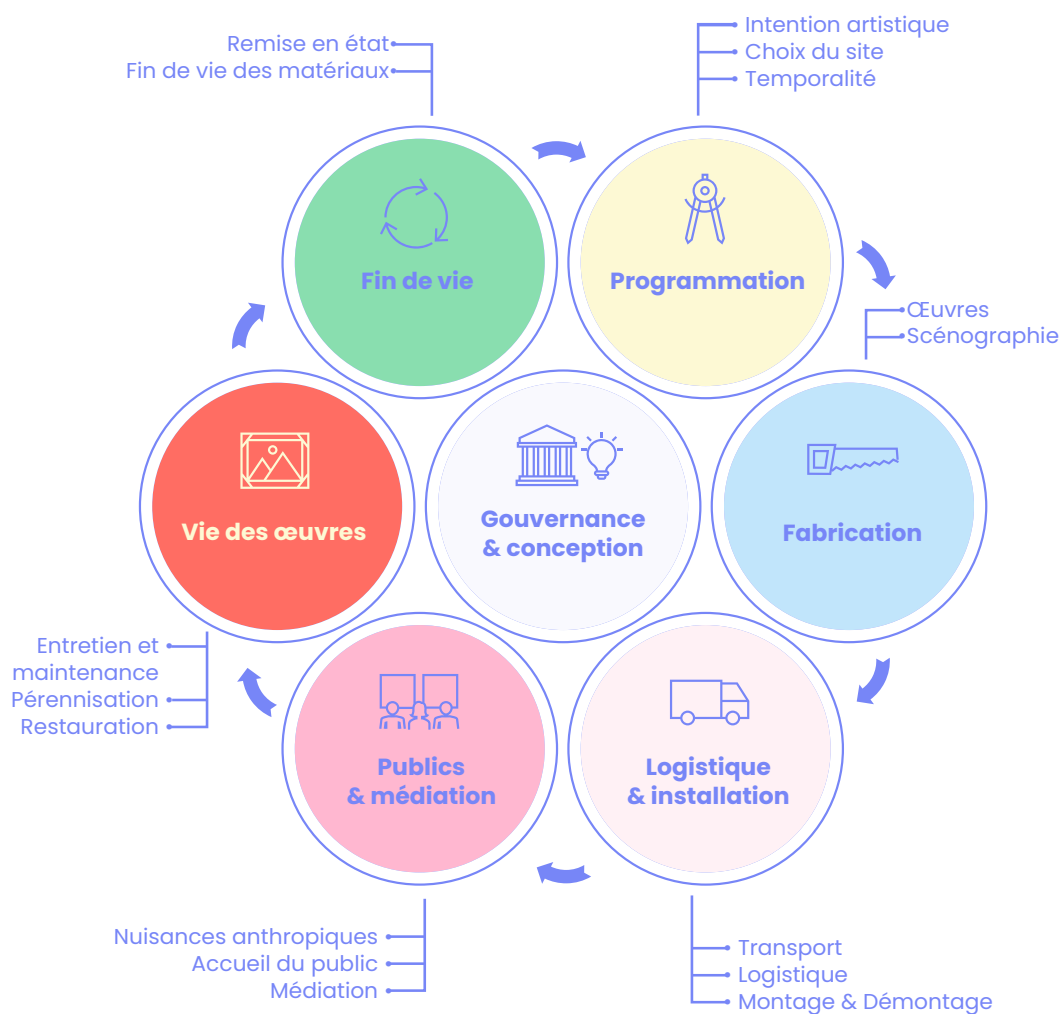 Remise en état
Fin de vie des matériaux
Intention artistique
Choix du site
Temporalité
Fin de vie
Programmation
Œuvres
Scénographie
Vie des œuvres
Gouvernance
& conception
Fabrication
Entretien et
maintenance
Pérennisation
Restauration
Publics
& médiation
Logistique
& installation
Nuisances anthropiques
Accueil du public
Médiation
Transport
Logistique
Montage & Démontage